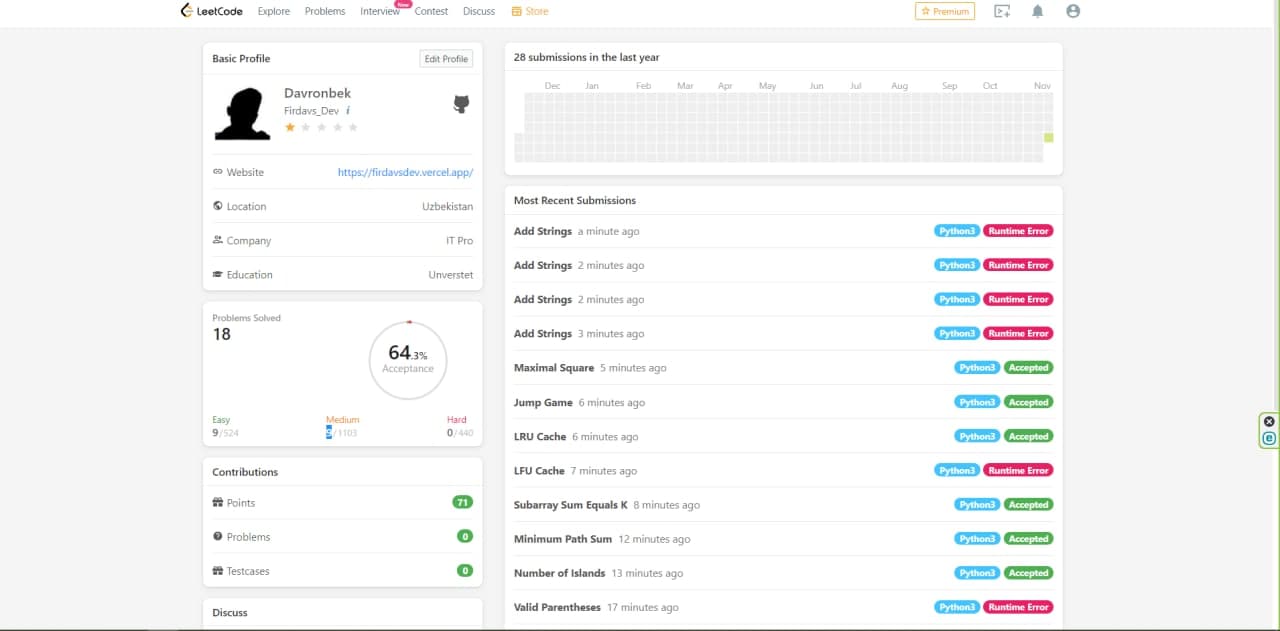 LeetCode Explore Problems Interview New Contest Discuss Store Premium
Basic Profile
Edit Profile
Davronbek
Firdavs_Dev i
Website https://firdavsdev.vercel.app/
Location Uzbekistan
Company IT Pro
Education Unverstet
Problems Solved
18
64.3%
Acceptance
Easy Medium Hard
9/524 9/1103 0/440
Contributions
Points 71
Problems 0
Testcases 0
Discuss
28 submissions in the last year
Dec Jan Feb Mar Apr May Jun Jul Aug Sep Oct Nov
Most Recent Submissions
Add Strings a minute ago Python3 Runtime Error
Add Strings 2 minutes ago Python3 Runtime Error
Add Strings 2 minutes ago Python3 Runtime Error
Add Strings 3 minutes ago Python3 Runtime Error
Maximal Square 5 minutes ago Python3 Accepted
Jump Game 6 minutes ago Python3 Accepted
LRU Cache 6 minutes ago Python3 Accepted
LFU Cache 7 minutes ago Python3 Runtime Error
Subarray Sum Equals K 8 minutes ago Python3 Accepted
Minimum Path Sum 12 minutes ago Python3 Accepted
Number of Islands 13 minutes ago Python3 Accepted
Valid Parentheses 17 minutes ago Python3 Runtime Error